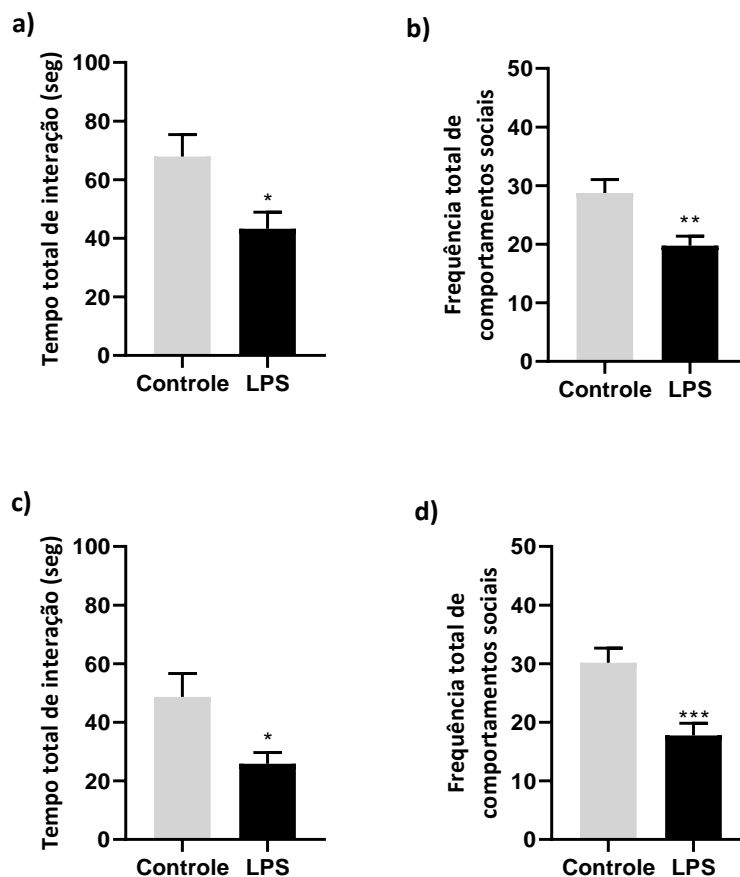 a)
Tempo total de interação (seg)
100
80
60
40
20
0
*
Controle LPS
b)
Frequência total de
comportamentos sociais
50
40
30
20
10
0
**
Controle LPS
c)
Tempo total de interação (seg)
100
80
60
40
20
0
*
Controle LPS
d)
Frequência total de
comportamentos sociais
50
40
30
20
10
0
***
Controle LPS